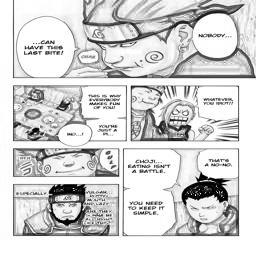 NOBODY...
...CAN
HAVE THIS
LAST BITE!
THIS IS WHY
EVERYBODY
MAKES FUN
OF YOU!
WHATEVER,
YOU IDIOT!!
INO...!
YOU'RE
JUST A
PI...
CHOJI...
EATING ISN'T
A BATTLE.
THAT'S
A NO-NO.
YOU NEED
TO KEEP IT
SIMPLE.
ESPECIALLY